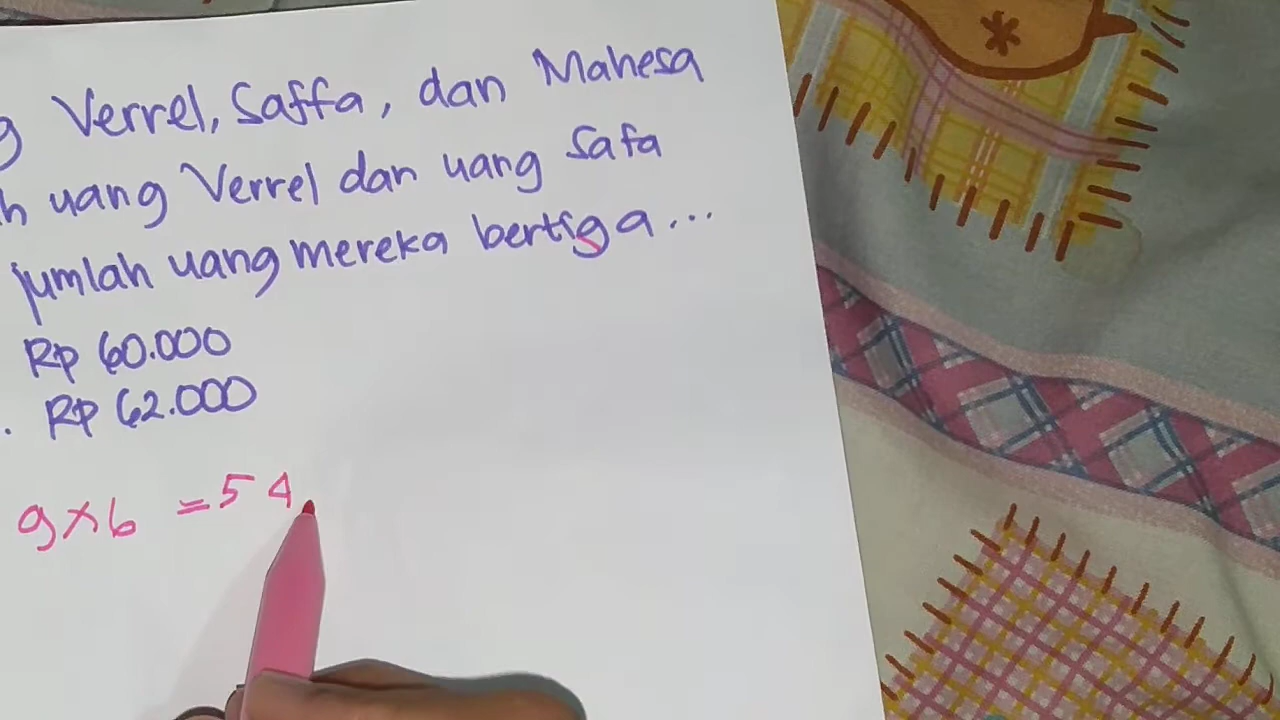 Verrel, Saffa, dan Mahesa
uang Verrel dan uang Safa
jumlah uang mereka bertiga...
Rp 60.000
Rp 62.000
9×6 = 54